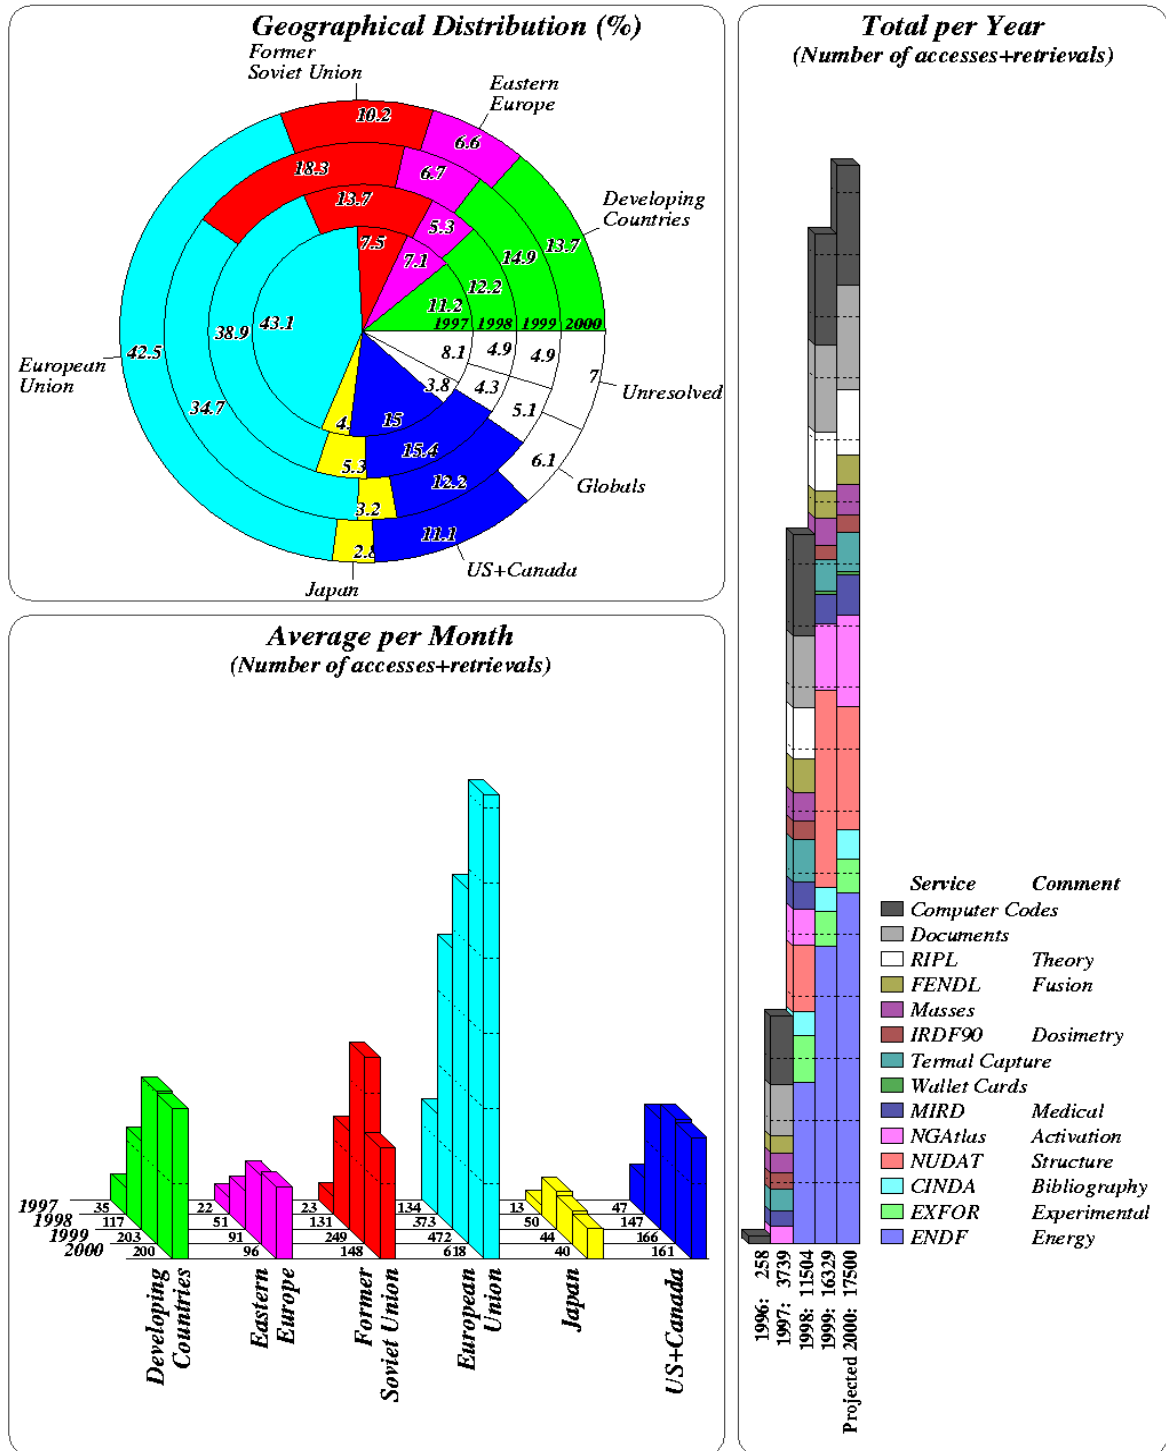 Geographical Distribution (%)
Former
Soviet Union
Eastern
Europe
Developing
Countries
European
Union
Unresolved
Globals
US+Canada
Japan
10.2
6.6
18.3
6.7
13.7
5.3
7.5
7.1
13.7
14.9
12.2
11.2
1997
1998
1999
2000
42.5
38.9
43.1
34.7
8.1
4.9
4.9
7
3.8
4.3
5.1
6.1
4.
15
5.3
15.4
3.2
12.2
2.8
11.1
Average per Month
(Number of accesses+retrievals)
1997
1998
1999
2000
35
117
203
200
22
51
91
96
23
131
249
148
134
373
472
618
13
50
44
40
47
147
166
161
Developing
Countries
Eastern
Europe
Former
Soviet Union
European
Union
Japan
US+Canada
Total per Year
(Number of accesses+retrievals)
Service Comment
Computer Codes
Documents
RIPL Theory
FENDL Fusion
Masses
IRDF90 Dosimetry
Termal Capture
Wallet Cards
MIRD Medical
NGAtlas Activation
NUDAT Structure
CINDA Bibliography
EXFOR Experimental
ENDF Energy
1996: 258
1997: 3739
1998: 11504
1999: 16329
Projected 2000: 17500